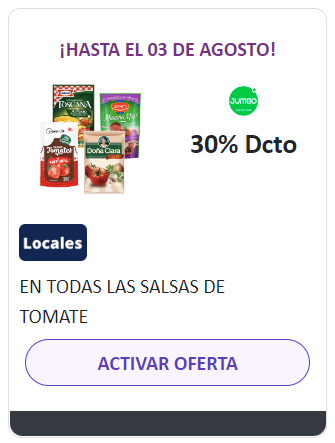 ¡HASTA EL 03 DE AGOSTO!
TOSCANA
JUMBO
30% Dcto
Doña Clara
Locales
EN TODAS LAS SALSAS DE
TOMATE
ACTIVAR OFERTA